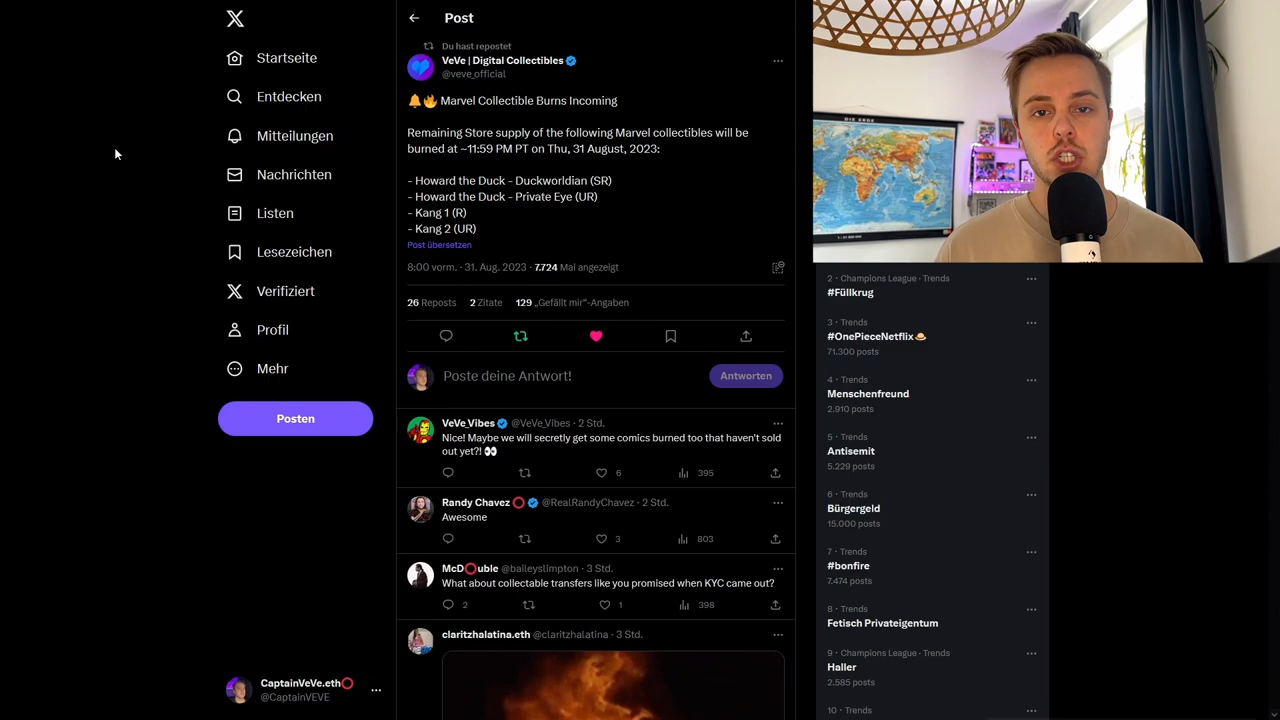 Startseite
Entdecken
Mitteilungen
Nachrichten
Listen
Lesezeichen
Verifiziert
Profil
Mehr
Posten
CaptainVeVe.eth⭕
@CaptainVEVE
Post
Du hast repostet
VeVe | Digital Collectibles
@veve_official
🔔🔥 Marvel Collectible Burns Incoming
Remaining Store supply of the following Marvel collectibles will be
burned at ~11:59 PM PT on Thu, 31 August, 2023:
- Howard the Duck - Duckworldian (SR)
- Howard the Duck - Private Eye (UR)
- Kang 1 (R)
- Kang 2 (UR)
Post übersetzen
8:00 vorm. · 31. Aug. 2023 · 7.724 Mal angezeigt
26 Reposts 2 Zitate 129 „Gefällt mir“-Angaben
Poste deine Antwort!
Antworten
VeVe_Vibes @VeVe_Vibes · 2 Std.
Nice! Maybe we will secretly get some comics burned too that haven't sold
out yet?! 👀
6 395
Randy Chavez ⭕ @RealRandyChavez · 2 Std.
Awesome
3 803
McD⭕uble @baileyslimpton · 3 Std.
What about collectable transfers like you promised when KYC came out?
2 1 398
claritzhalatina.eth @claritzhalatina · 3 Std.
DIE ERDE
2 · Champions League · Trends
#Füllkrug
3 · Trends
#OnePieceNetflix
71.300 posts
4 · Trends
Menschenfreund
2.910 posts
5 · Trends
Antisemit
5.229 posts
6 · Trends
Bürgergeld
15.000 posts
7 · Trends
#bonfire
7.474 posts
8 · Trends
Fetisch Privateigentum
9 · Champions League · Trends
Haller
2.585 posts
10 · Trends